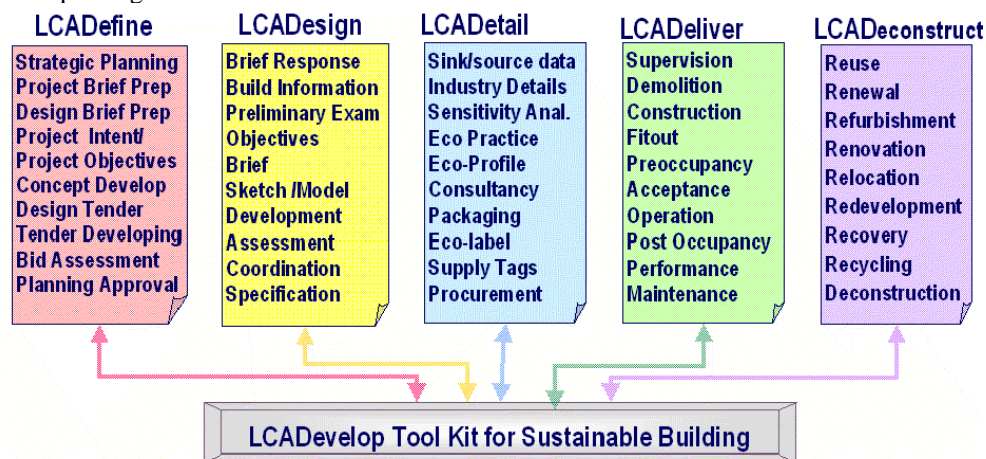 LCADefine
Strategic Planning
Project Brief Prep
Design Brief Prep
Project Intent/
Project Objectives
Concept Develop
Design Tender
Tender Developing
Bid Assessment
Planning Approval
LCADesign
Brief Response
Build Information
Preliminary Exam
Objectives
Brief
Sketch /Model
Development
Assessment
Coordination
Specification
LCADetail
Sink/source data
Industry Details
Sensitivity Anal.
Eco Practice
Eco-Profile
Consultancy
Packaging
Eco-label
Supply Tags
Procurement
LCADeliver
Supervision
Demolition
Construction
Fitout
Preoccupancy
Acceptance
Operation
Post Occupancy
Performance
Maintenance
LCADeconstruct
Reuse
Renewal
Refurbishment
Renovation
Relocation
Redevelopment
Recovery
Recycling
Deconstruction
LCADevelop Tool Kit for Sustainable Building